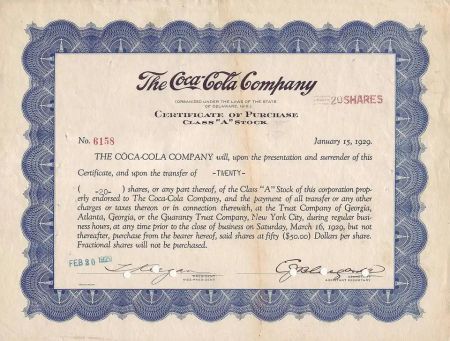 The Coca-Cola Company
(ORGANIZED UNDER THE LAWS OF THE STATE
OF DELAWARE, 1919.)
-20 SHARES
CERTIFICATE OF PURCHASE
CLASS "A" STOCK
No. 6158 January 15, 1929.
THE COCA-COLA COMPANY will, upon the presentation and surrender of this
Certificate, and upon the transfer of -TWENTY-
( -20- ) shares, or any part thereof, of the Class "A" Stock of this corporation prop-
erly endorsed to The Coca-Cola Company, and the payment of all transfer or any other
charges or taxes thereon or in connection therewith, at the Trust Company of Georgia,
Atlanta, Georgia, or the Guaranty Trust Company, New York City, during regular busi-
ness hours, at any time prior to the close of business on Saturday, March 16, 1929, but not
thereafter, purchase from the bearer hereof, said shares at fifty ($50.00) Dollars per share.
Fractional shares will not be purchased.
FEB 20 1929
PRESIDENT
VICE-PRESIDENT
ASSISTANT SECRETARY